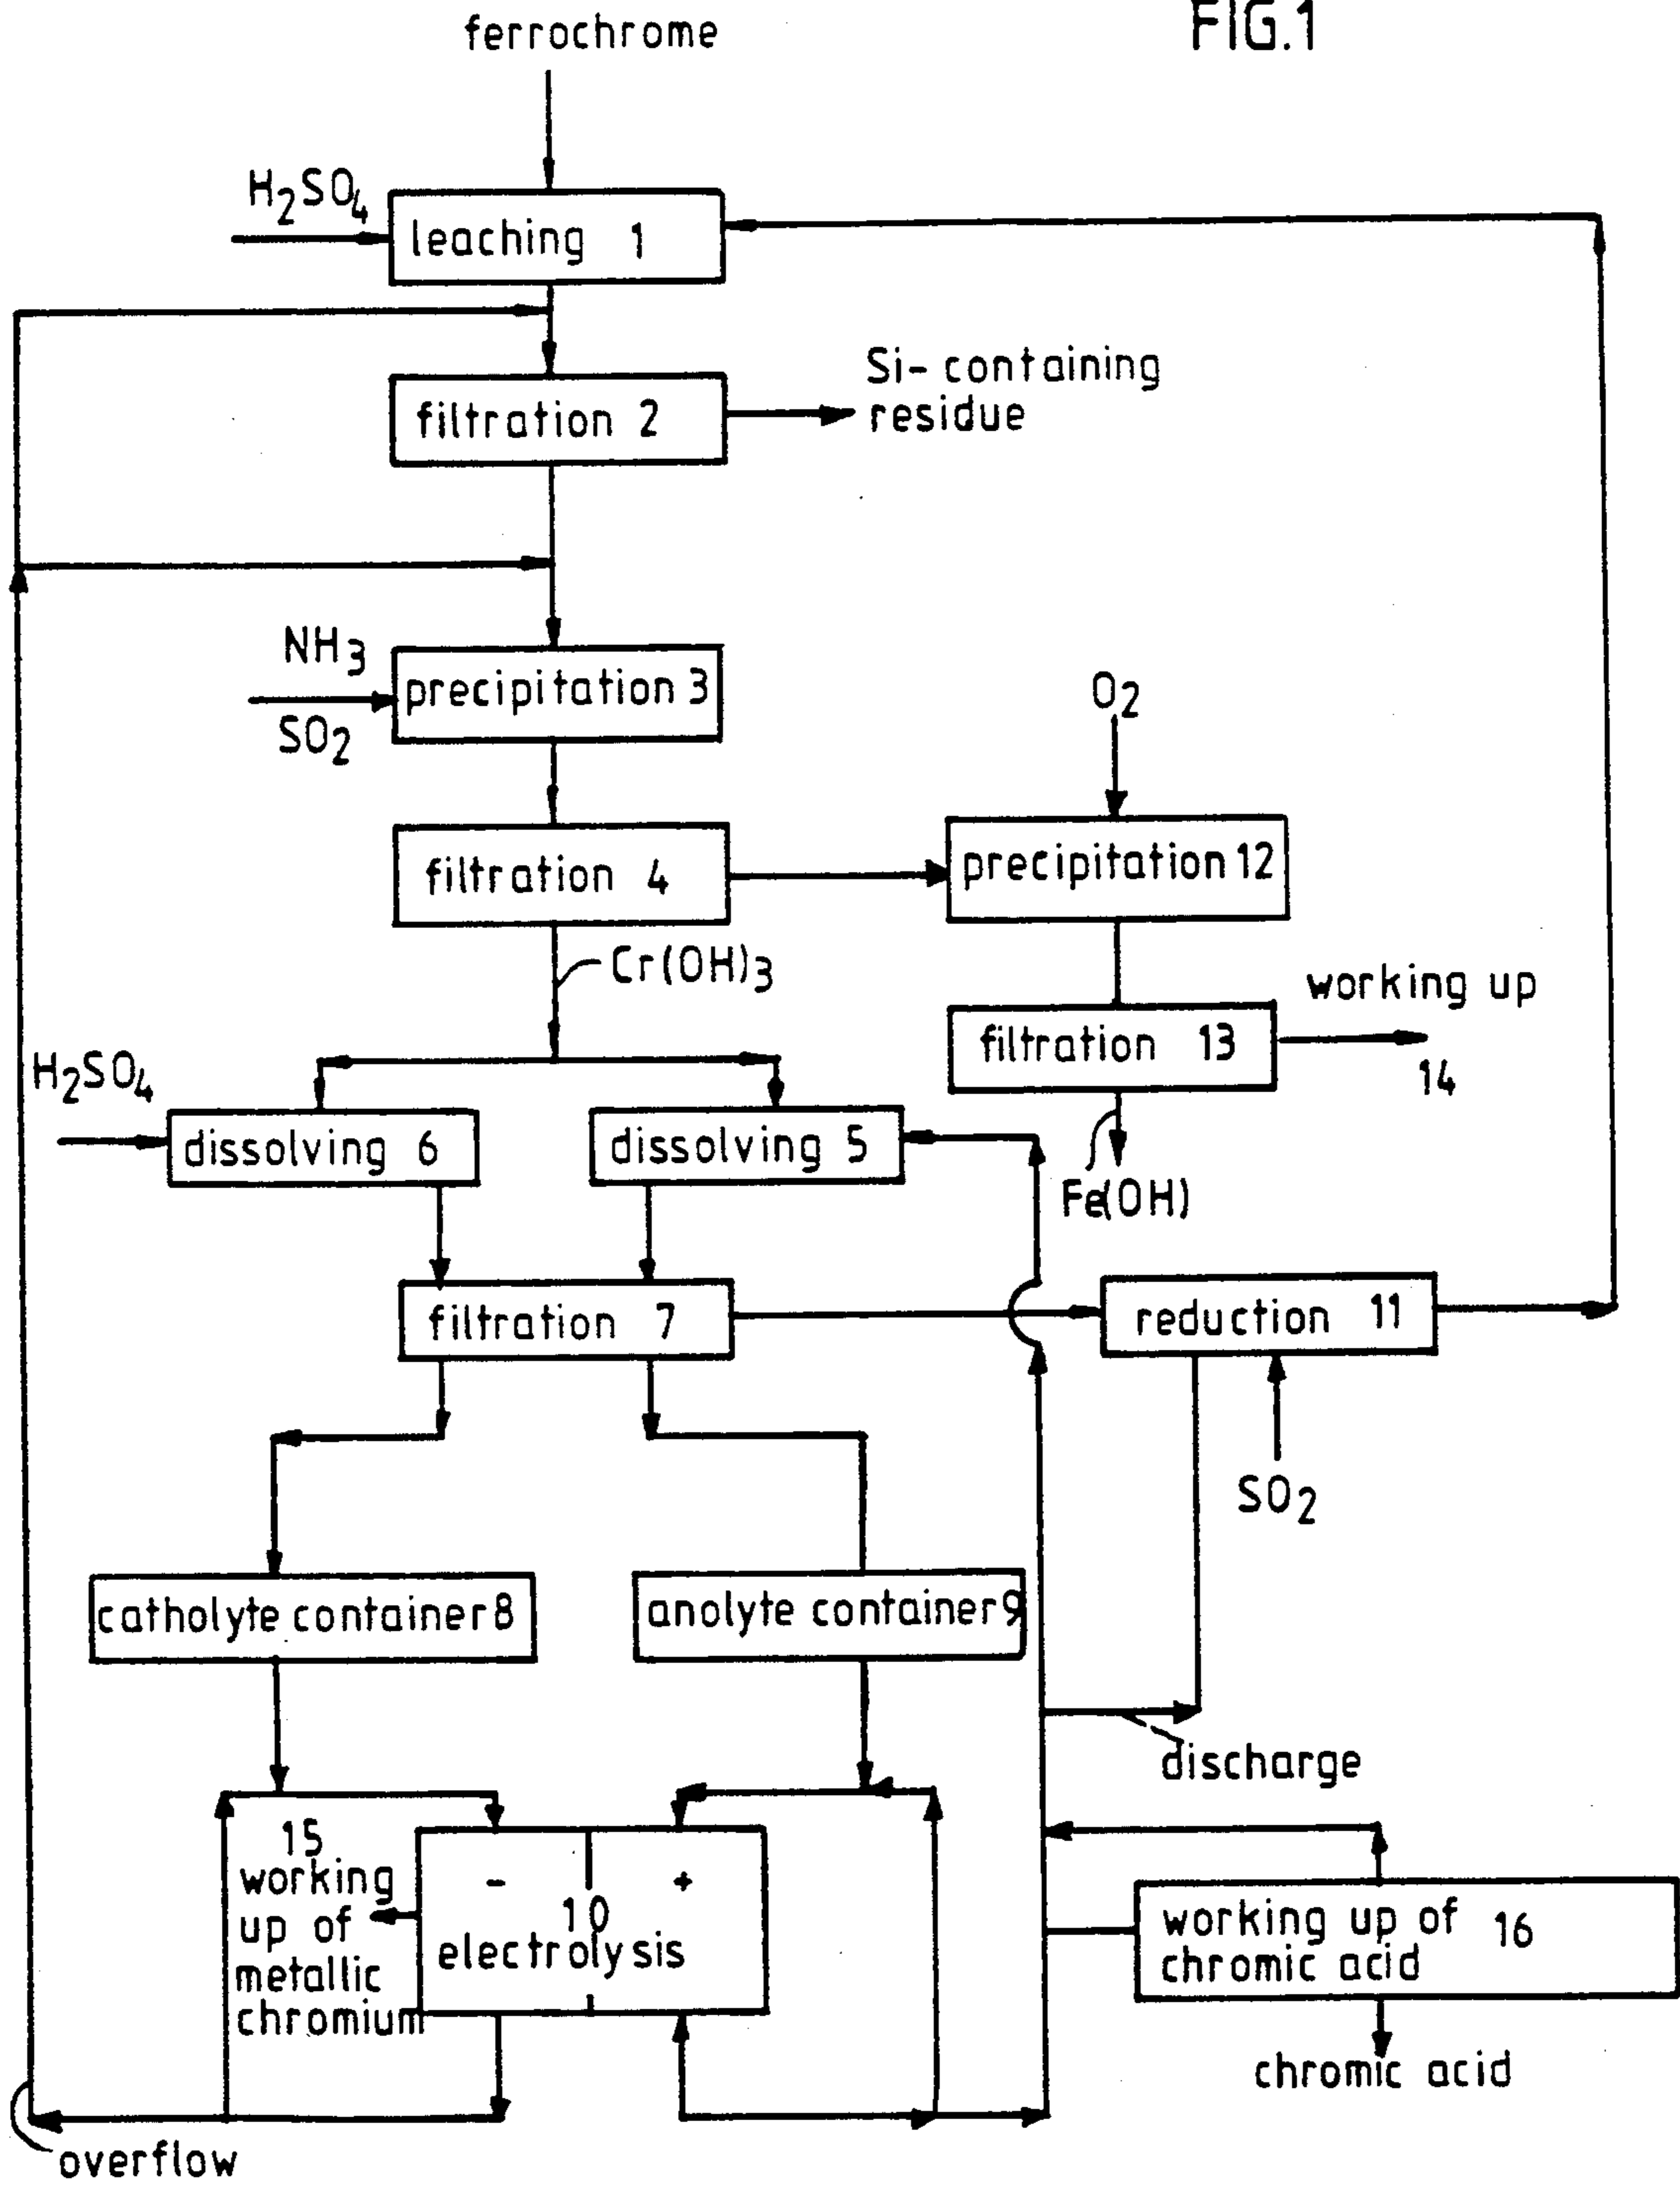 FIG.1
ferrochrome
H2SO4
leaching 1
Si- containing
residue
filtration 2
NH3
precipitation 3
SO2
O2
filtration 4
precipitation 12
Cr(OH)3
working up
filtration 13
14
H2SO4
dissolving 6
dissolving 5
Fe(OH)
filtration 7
reduction 11
SO2
catholyte container 8
anolyte container 9
discharge
15
working
up of
metallic
chromium
- +
10
electrolysis
working up of 16
chromic acid
chromic acid
overflow